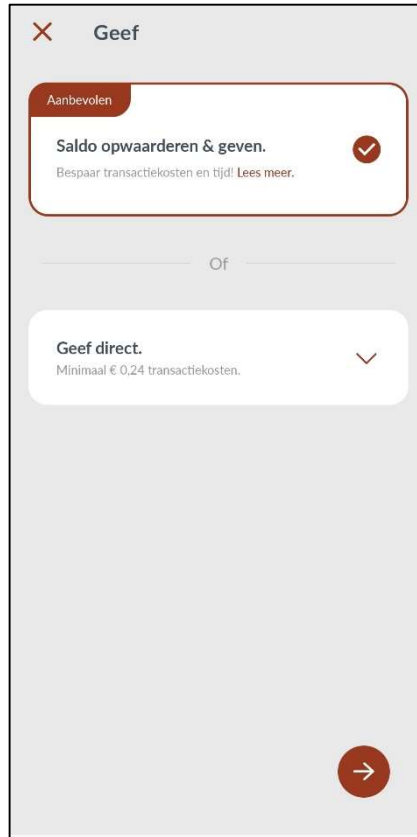 Geef
Aanbevolen
Saldo opwaarderen & geven.
Bespaar transactiekosten en tijd! Lees meer.
Of
Geef direct.
Minimaal € 0,24 transactiekosten.